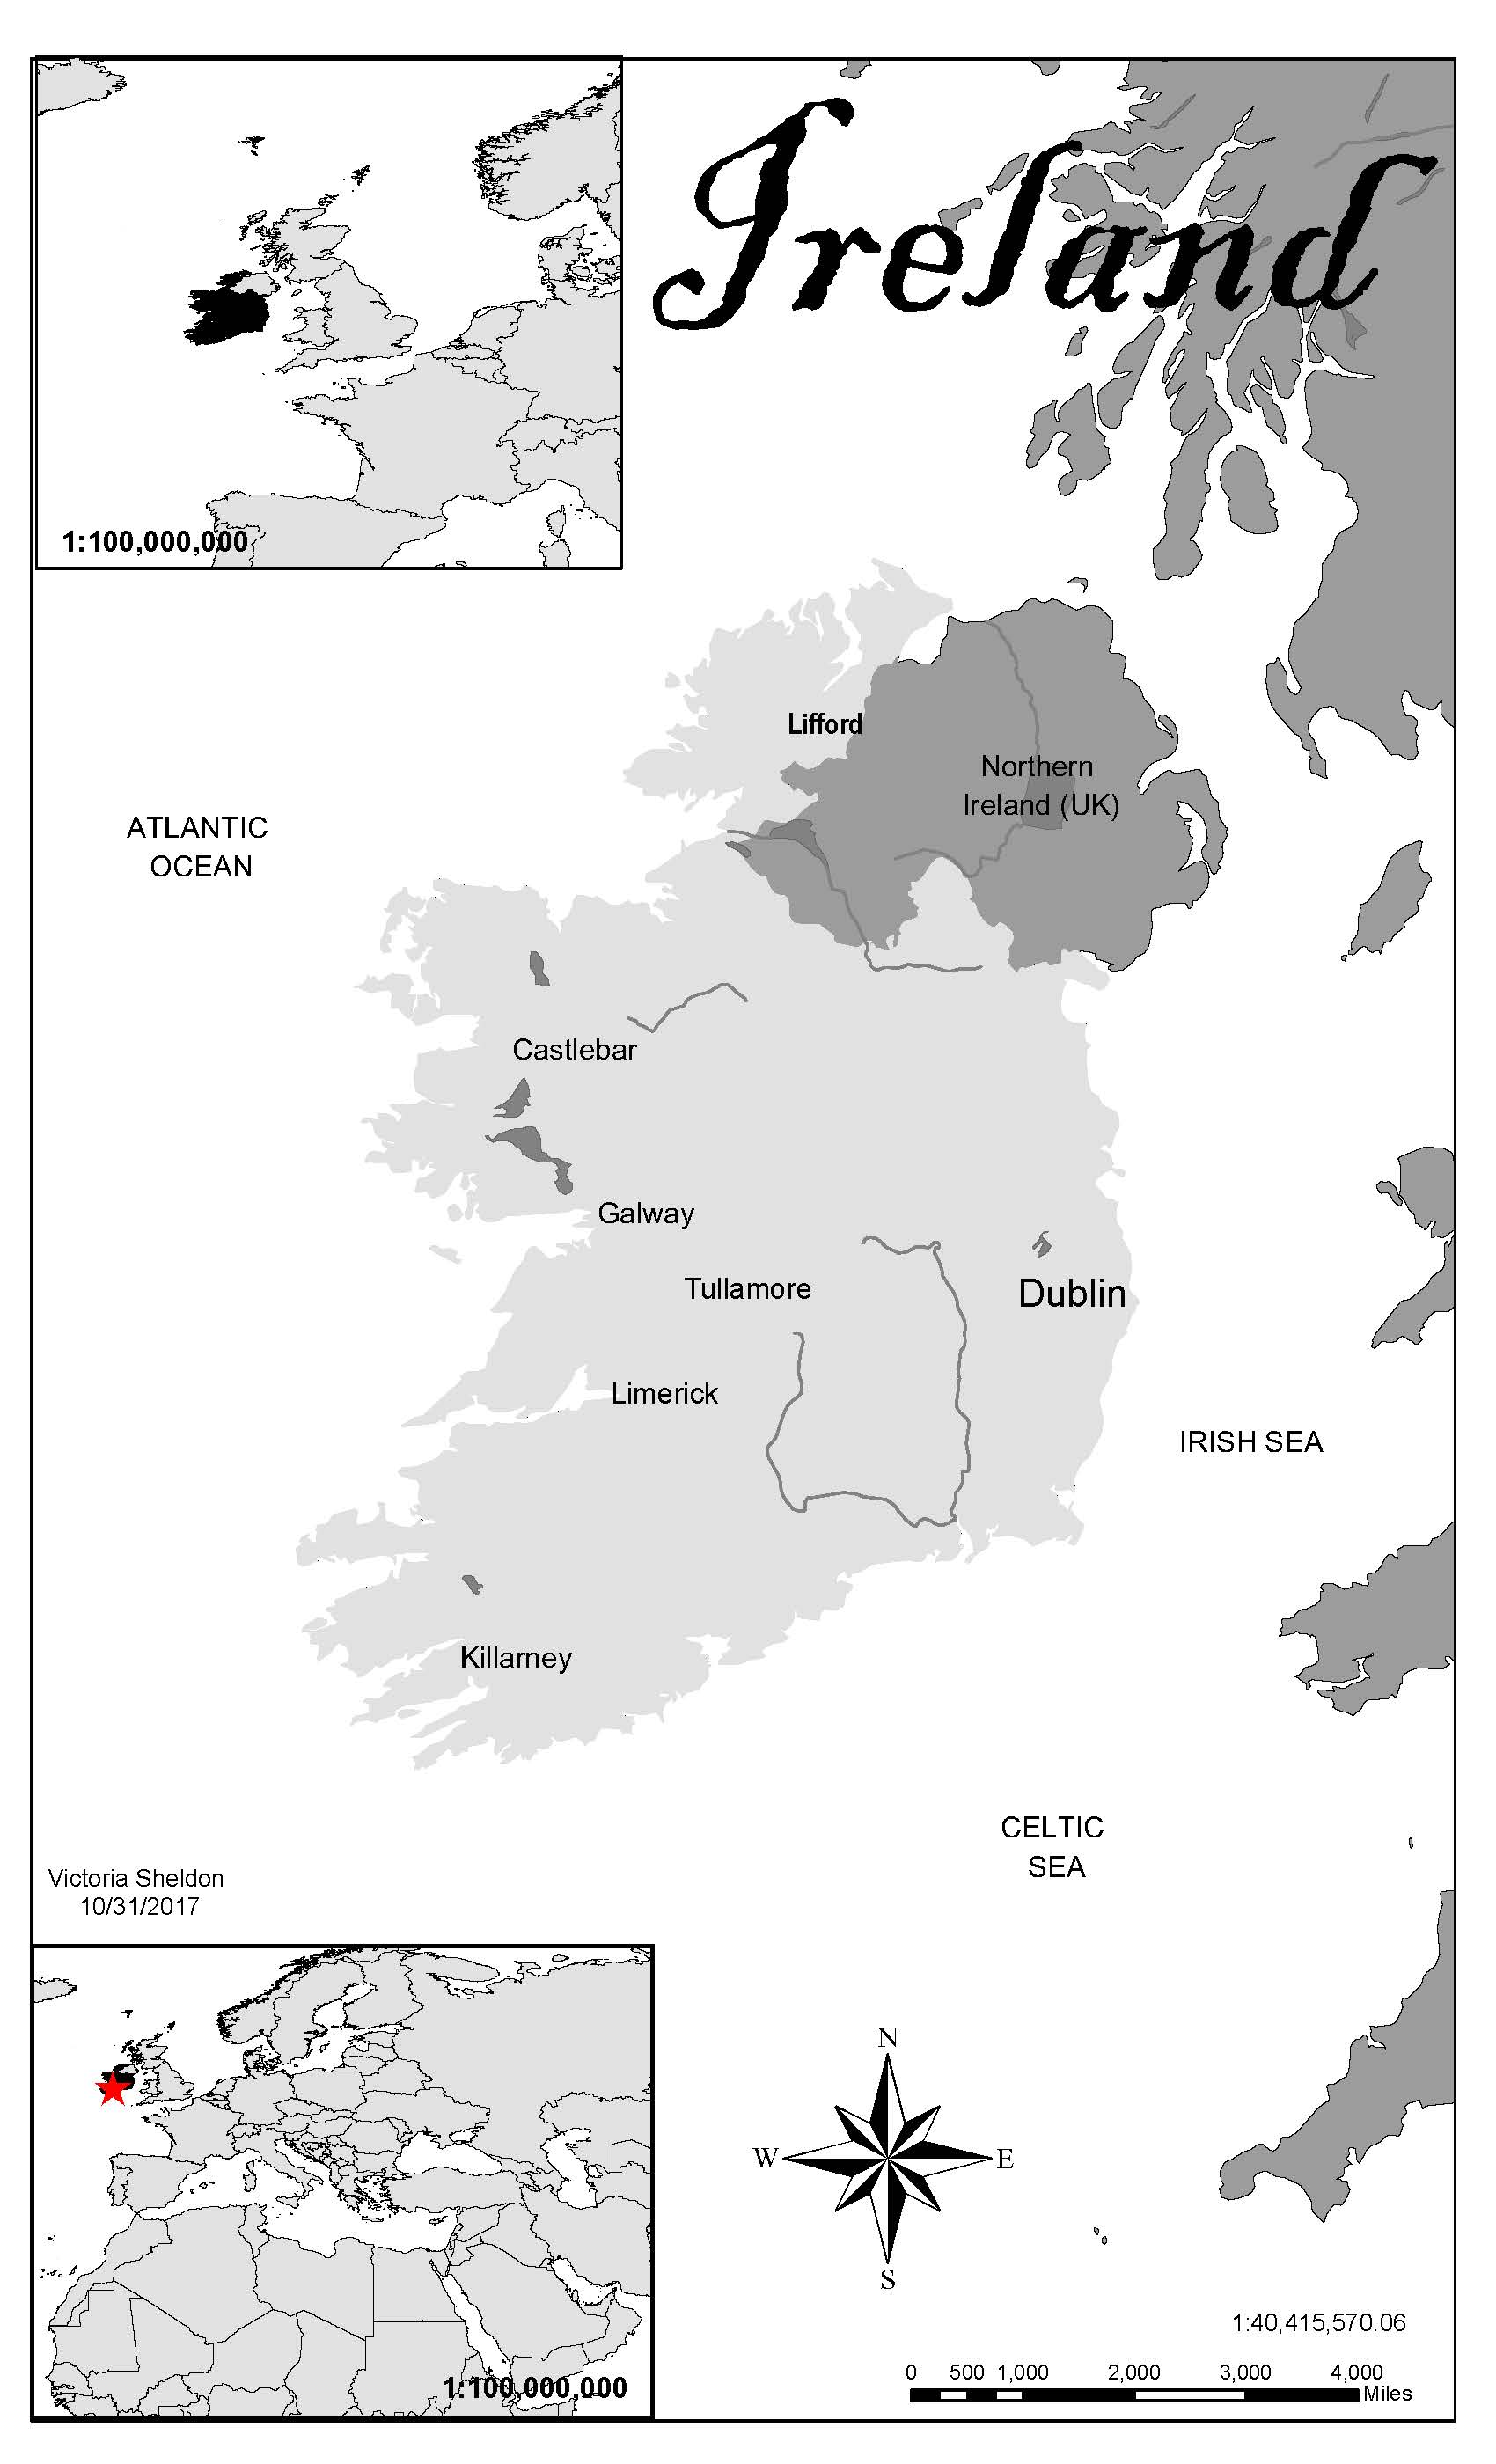 Ireland
1:100,000,000
Lifford
Northern
Ireland (UK)
ATLANTIC
OCEAN
Castlebar
Galway
Tullamore
Dublin
Limerick
IRISH SEA
Killarney
CELTIC
SEA
Victoria Sheldon
10/31/2017
N
W
E
S
1:40,415,570.06
0 500 1,000 2,000 3,000 4,000
Miles
1:100,000,000